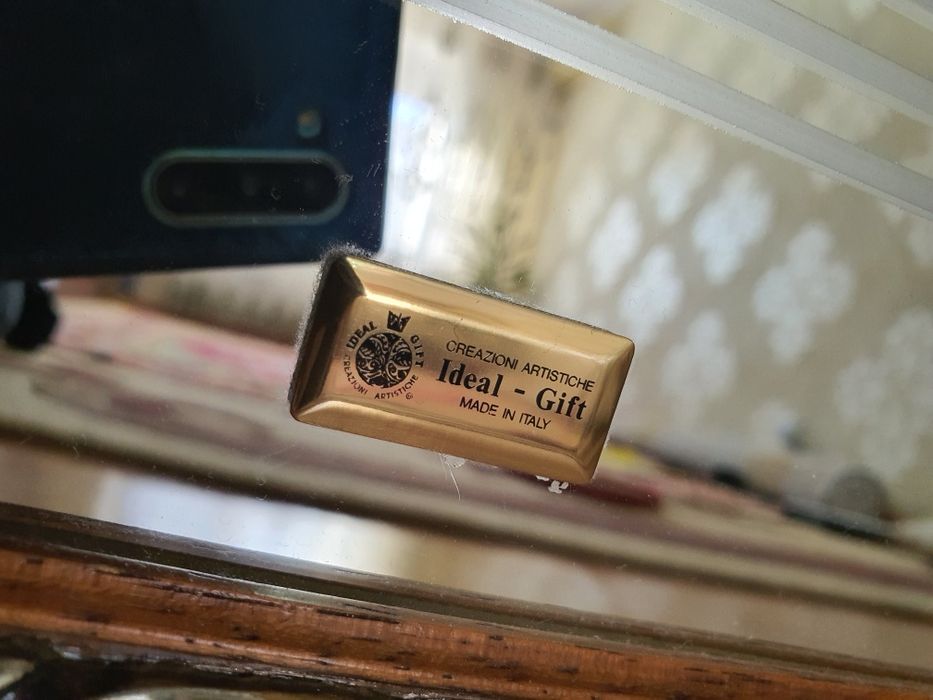 IDEAL GIFT
CREAZIONI ARTISTICHE ©
CREAZIONI ARTISTICHE
Ideal - Gift
MADE IN ITALY